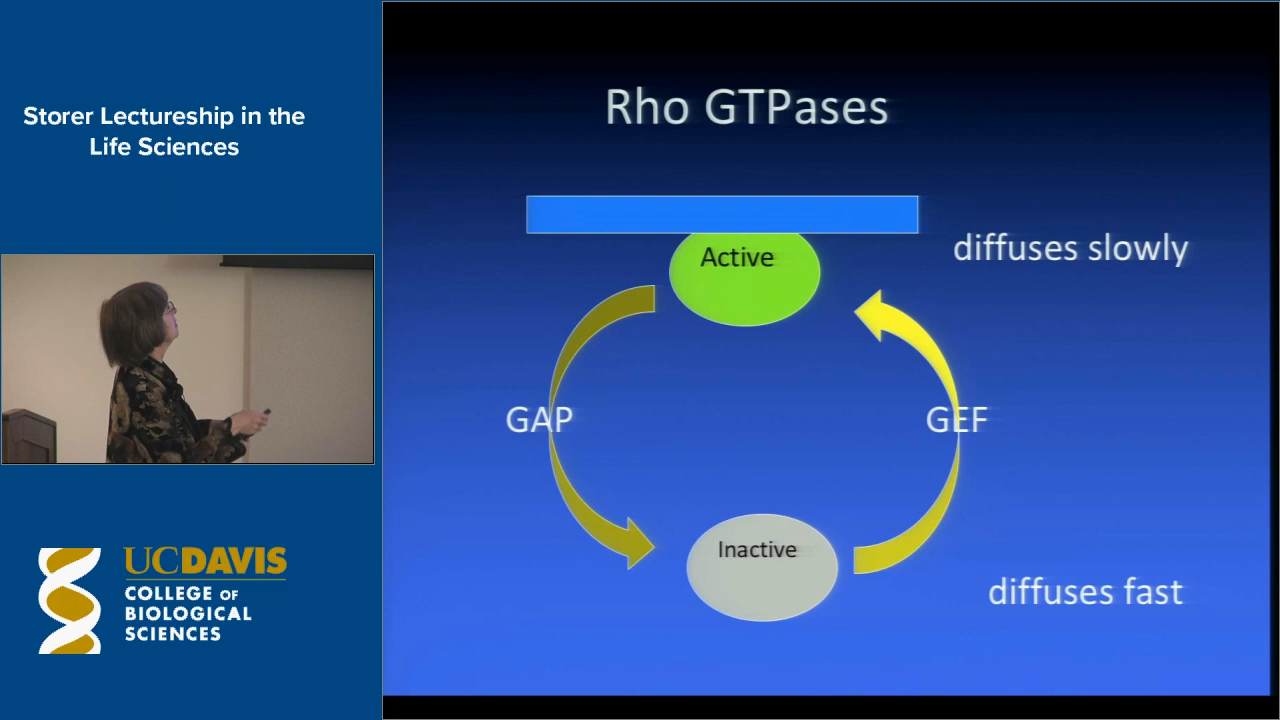 Storer Lectureship in the
Life Sciences
UCDAVIS
COLLEGE OF
BIOLOGICAL
SCIENCES
Rho GTPases
Active
diffuses slowly
GAP
GEF
Inactive
diffuses fast